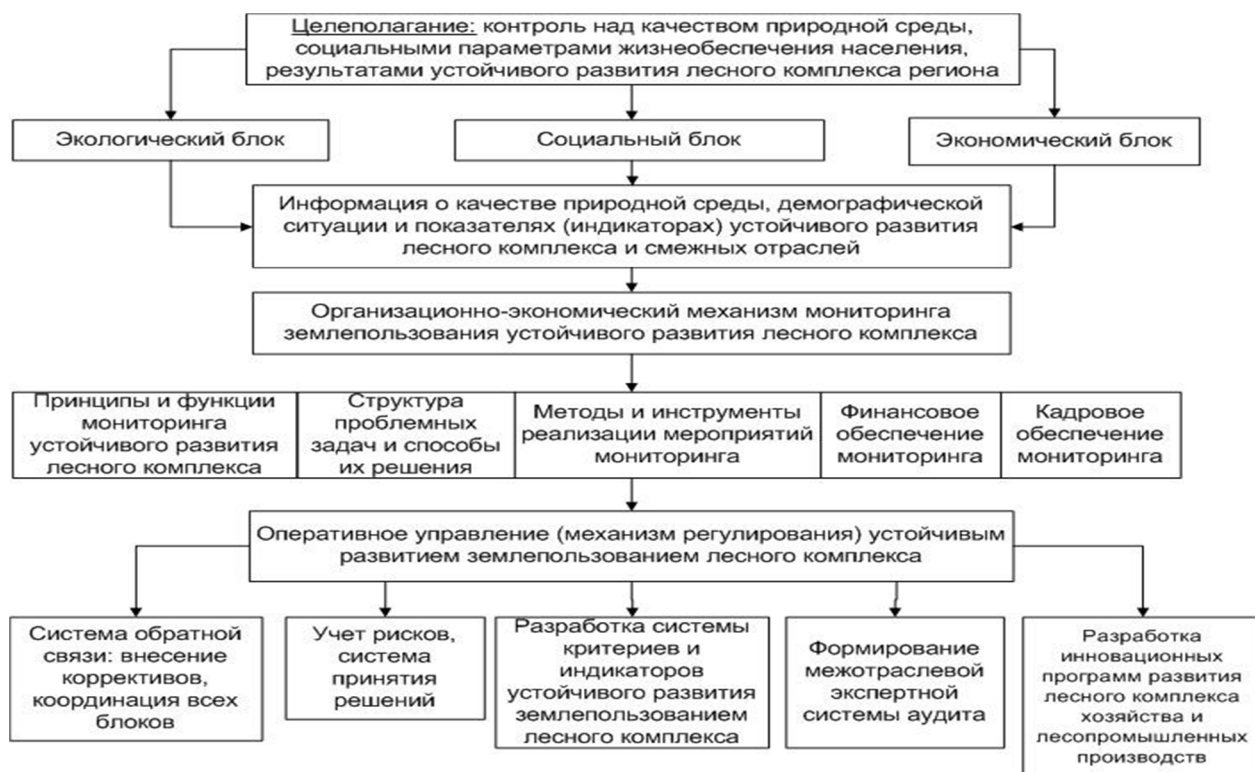 Целеполагание: контроль над качеством природной среды,
социальными параметрами жизнеобеспечения населения,
результатами устойчивого развития лесного комплекса региона
Экологический блок
Социальный блок
Экономический блок
Информация о качестве природной среды, демографической
ситуации и показателях (индикаторах) устойчивого развития
лесного комплекса и смежных отраслей
Организационно-экономический механизм мониторинга
землепользования устойчивого развития лесного комплекса
Принципы и функции
мониторинга
устойчивого развития
лесного комплекса
Структура
проблемных
задач и способы
их решения
Методы и инструменты
реализации мероприятий
мониторинга
Финансовое
обеспечение
мониторинга
Кадровое
обеспечение
мониторинга
Оперативное управление (механизм регулирования) устойчивым
развитием землепользованием лесного комплекса
Система обратной
связи: внесение
коррективов,
координация всех
блоков
Учет рисков,
система
принятия
решений
Разработка системы
критериев и
индикаторов
устойчивого развития
землепользованием
лесного комплекса
Формирование
межотраслевой
экспертной
системы аудита
Разработка
инновационных
программ развития
лесного комплекса
хозяйства и
лесопромышленных
производств